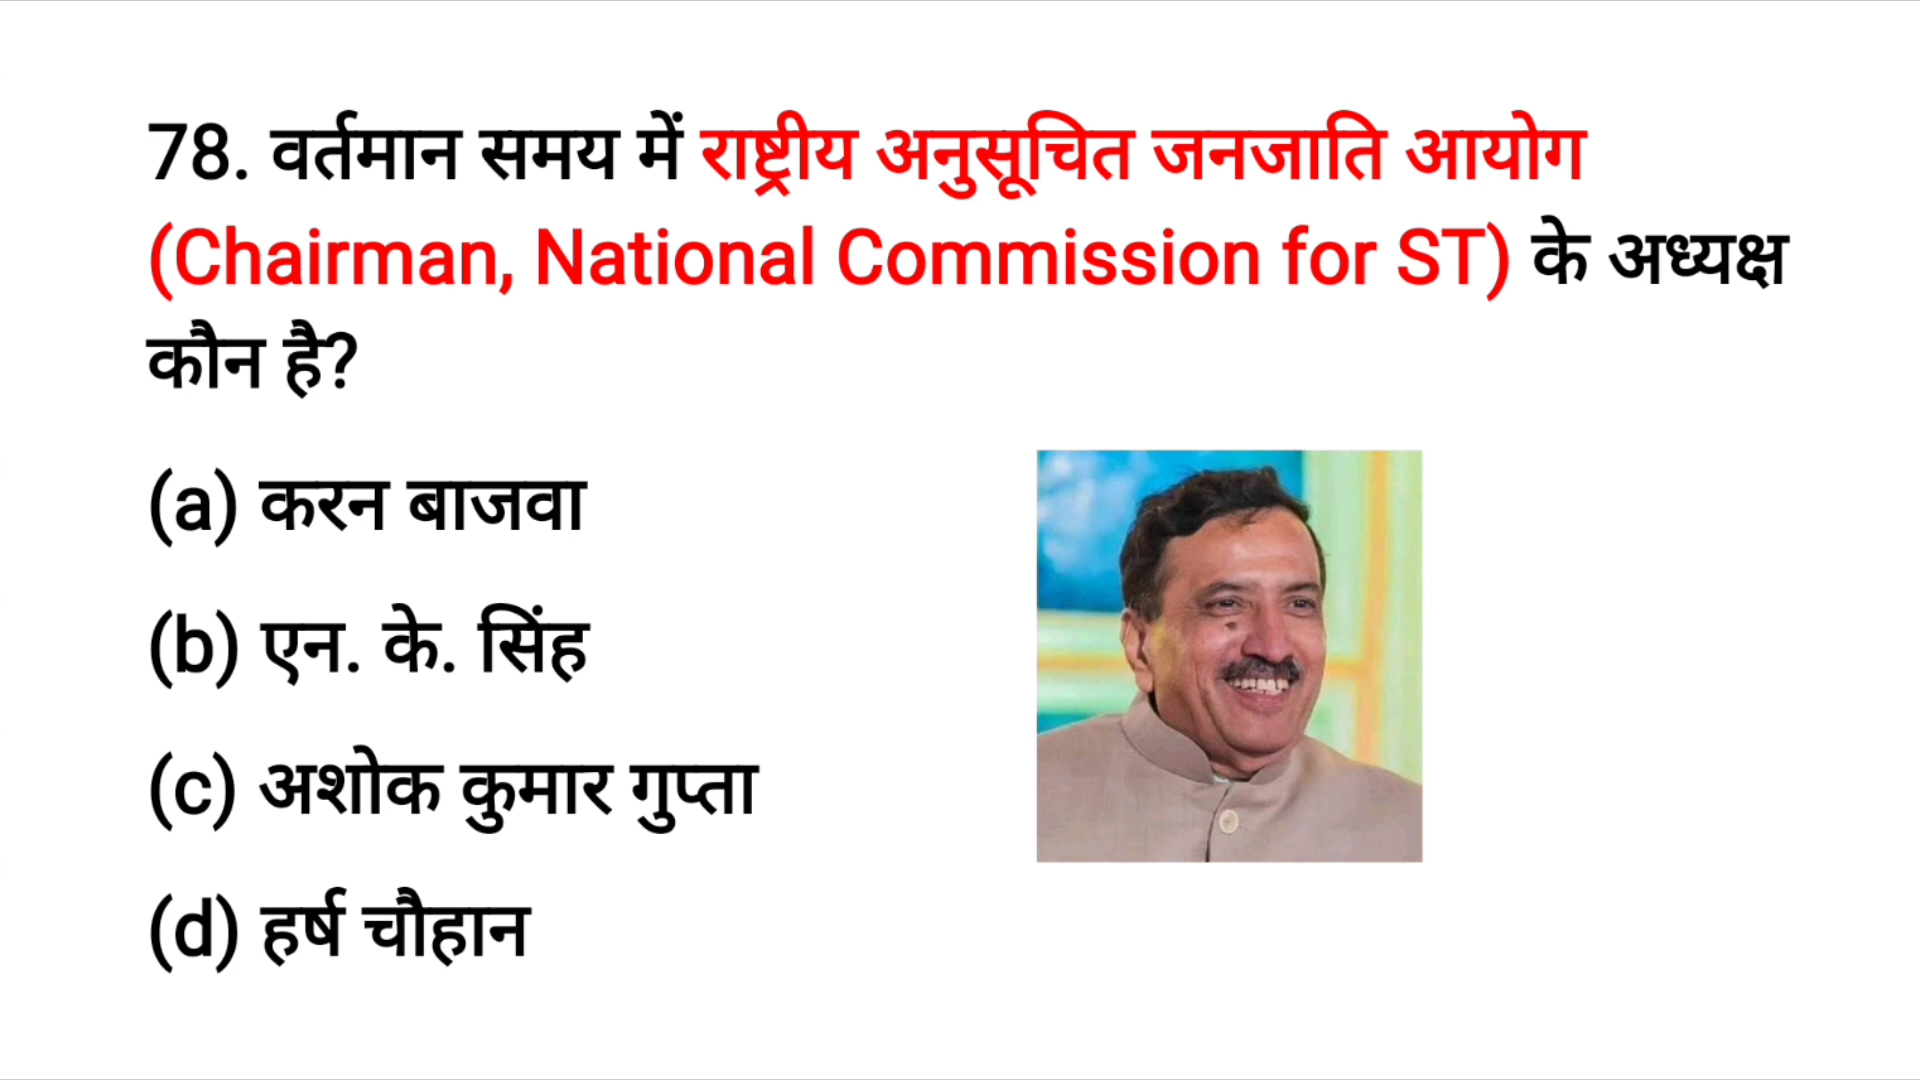 78. वर्तमान समय में राष्ट्रीय अनुसूचित जनजाति आयोग
(Chairman, National Commission for ST) के अध्यक्ष
कौन है?
(a) करन बाजवा
(b) एन. के. सिंह
(c) अशोक कुमार गुप्ता
(d) हर्ष चौहान